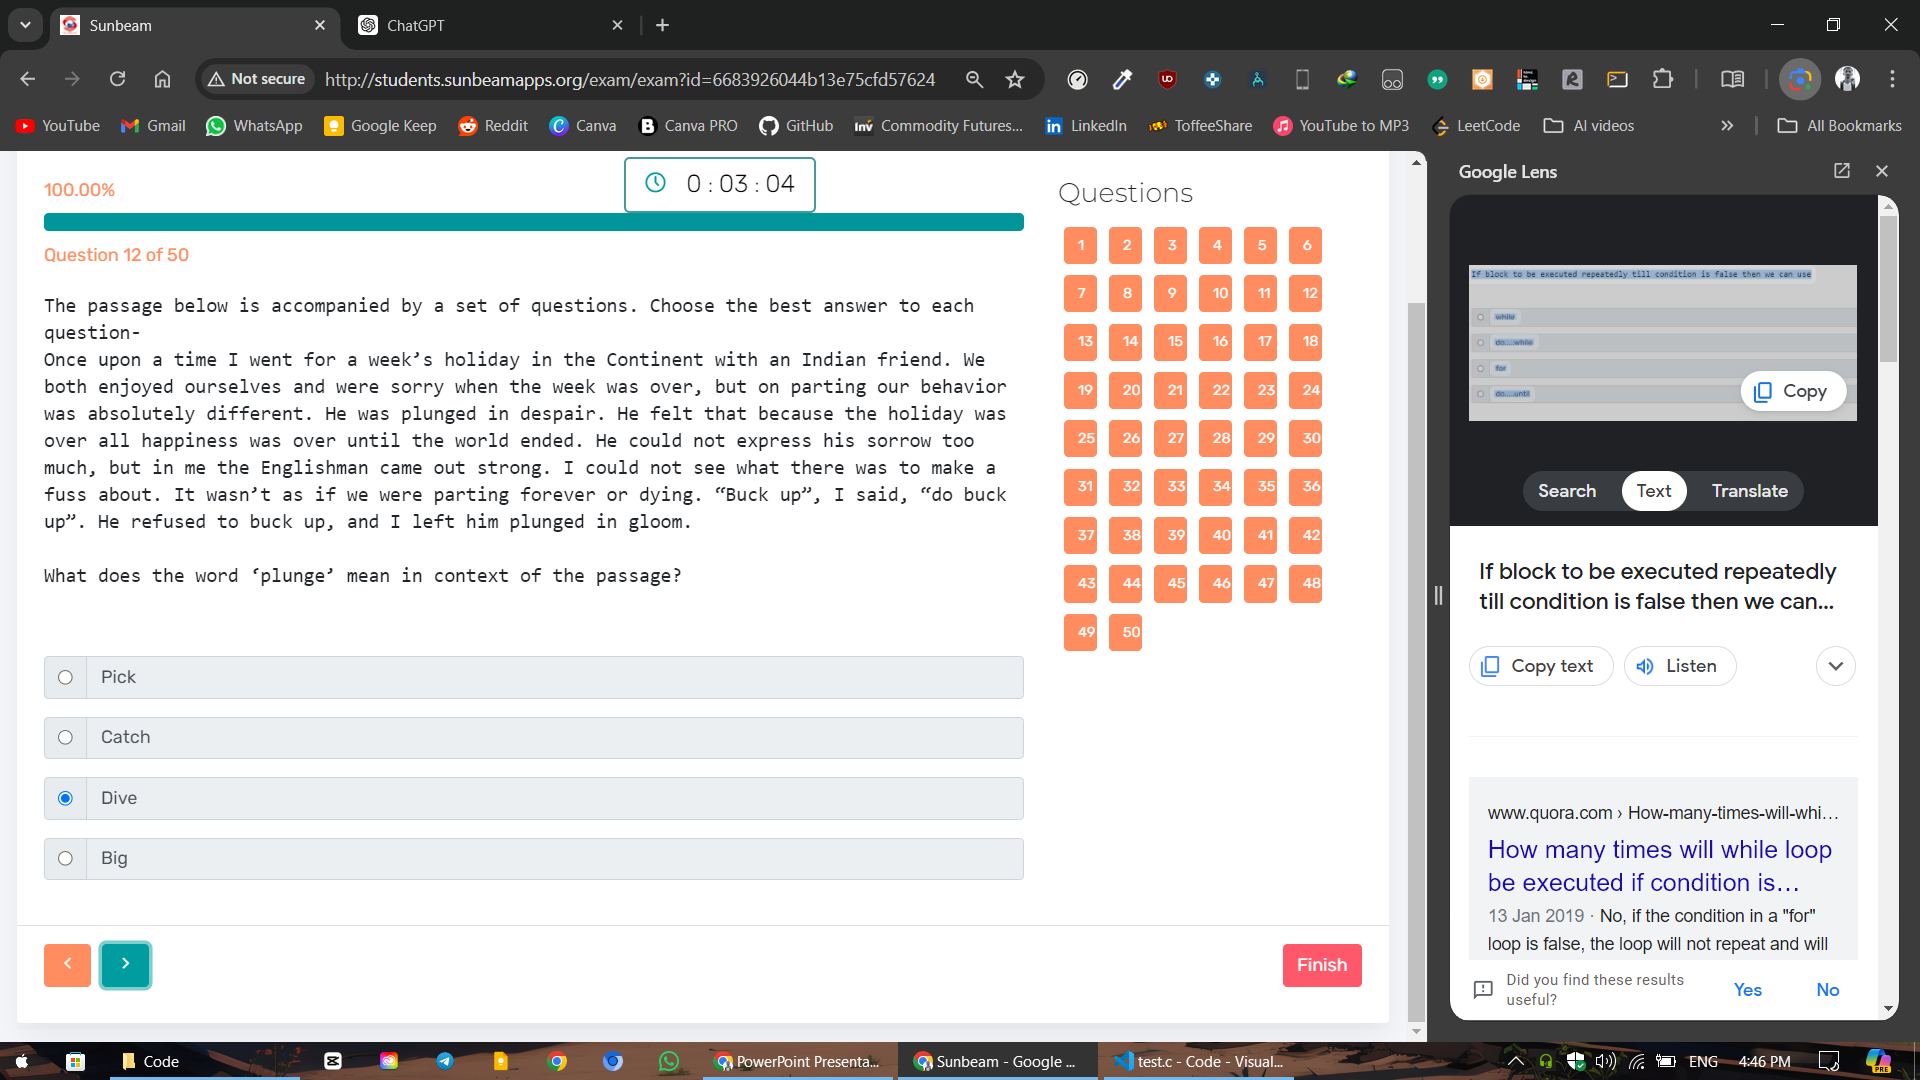 Sunbeam
ChatGPT
Not secure
http://students.sunbeamapps.org/exam/exam?id=6683926044b13e75cfd57624
YouTube
Gmail
WhatsApp
Google Keep
Reddit
Canva
Canva PRO
GitHub
Commodity Futures...
LinkedIn
ToffeeShare
YouTube to MP3
LeetCode
AI videos
All Bookmarks
100.00%
0 : 03 : 04
Question 12 of 50
The passage below is accompanied by a set of questions. Choose the best answer to each
question-
Once upon a time I went for a week’s holiday in the Continent with an Indian friend. We
both enjoyed ourselves and were sorry when the week was over, but on parting our behavior
was absolutely different. He was plunged in despair. He felt that because the holiday was
over all happiness was over until the world ended. He could not express his sorrow too
much, but in me the Englishman came out strong. I could not see what there was to make a
fuss about. It wasn’t as if we were parting forever or dying. “Buck up”, I said, “do buck
up”. He refused to buck up, and I left him plunged in gloom.
What does the word ‘plunge’ mean in context of the passage?
Pick
Catch
Dive
Big
Finish
Questions
1 2 3 4 5 6
7 8 9 10 11 12
13 14 15 16 17 18
19 20 21 22 23 24
25 26 27 28 29 30
31 32 33 34 35 36
37 38 39 40 41 42
43 44 45 46 47 48
49 50
Google Lens
If block to be executed repeatedly till condition is false then we can use
while
do....while
for
do....until
Copy
Search
Text
Translate
If block to be executed repeatedly
till condition is false then we can...
Copy text
Listen
www.quora.com › How-many-times-will-whi...
How many times will while loop
be executed if condition is...
13 Jan 2019 · No, if the condition in a "for"
loop is false, the loop will not repeat and will
Did you find these results
useful?
Yes
No
Code
PowerPoint Presenta...
Sunbeam - Google ...
test.c - Code - Visual...
ENG
4:46 PM
PRE